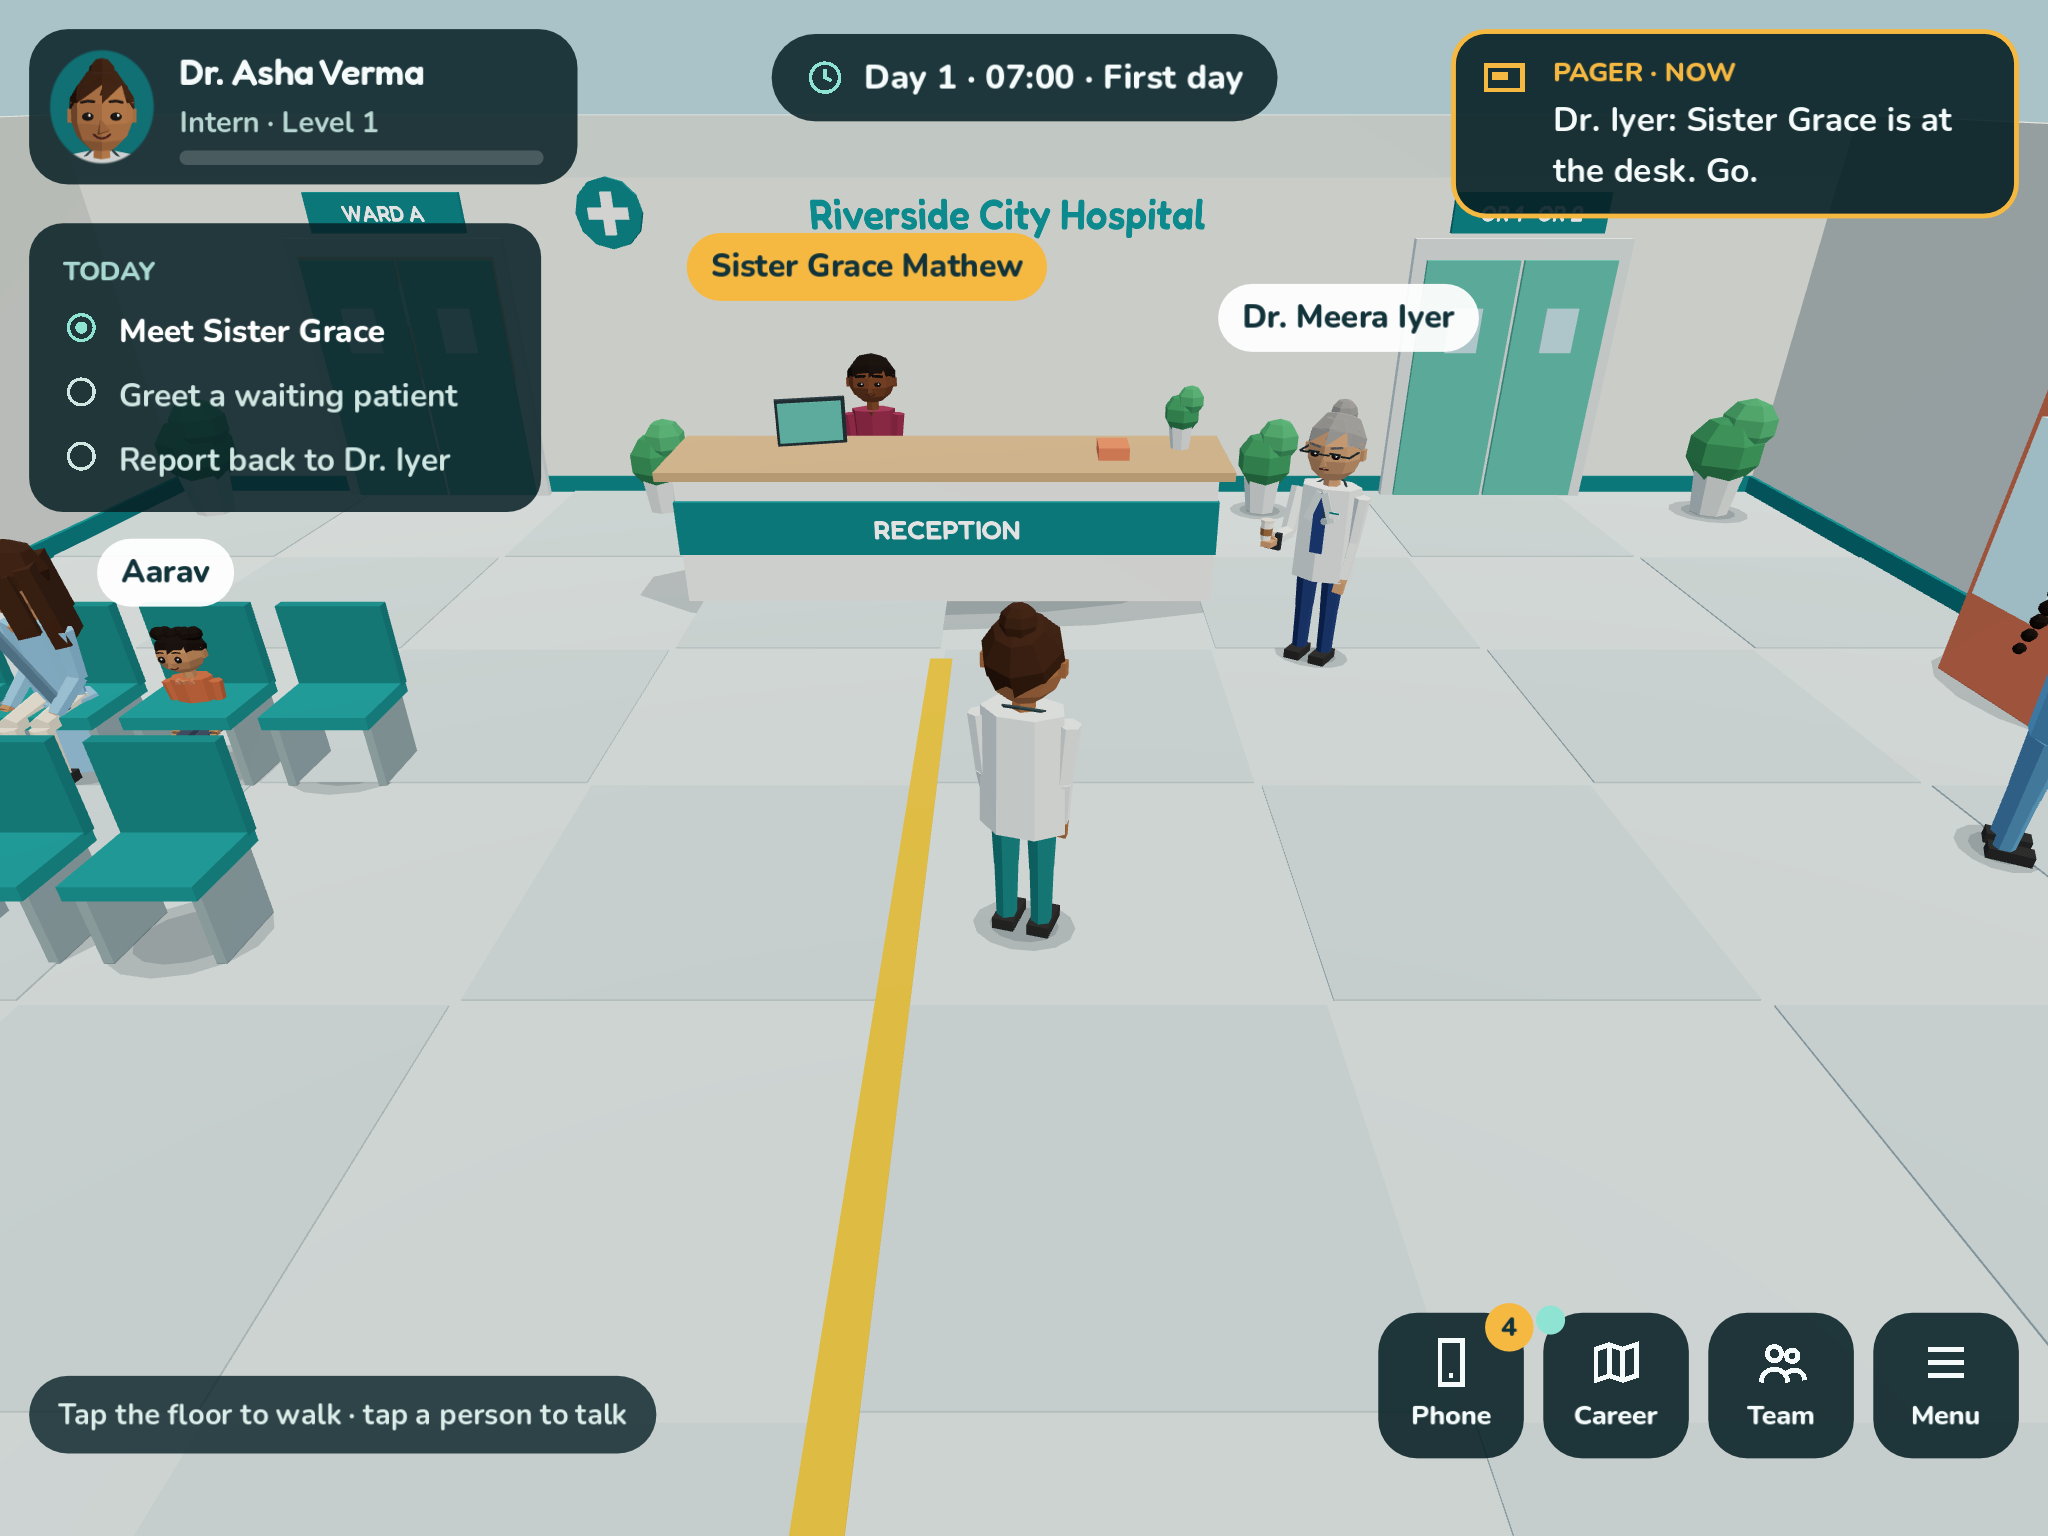 Dr. Asha Verma
Intern · Level 1
Day 1 · 07:00 · First day
PAGER · NOW
Dr. Iyer: Sister Grace is at
the desk. Go.
WARD A
Riverside City Hospital
TODAY
Meet Sister Grace
Greet a waiting patient
Report back to Dr. Iyer
Sister Grace Mathew
Dr. Meera Iyer
RECEPTION
Aarav
Tap the floor to walk · tap a person to talk
4
Phone
Career
Team
Menu